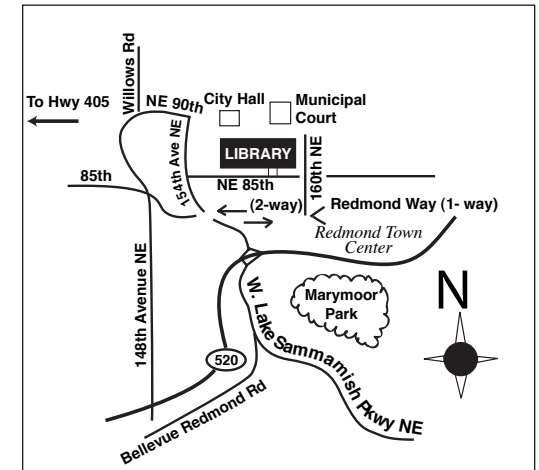 Willows Rd
To Hwy 405
NE 90th
City Hall
Municipal
Court
154th Ave NE
LIBRARY
160th NE
85th
NE 85th
(2-way)
Redmond Way (1- way)
Redmond Town
Center
148th Avenue NE
W. Lake Sammamish Pkwy NE
Marymoor
Park
N
520
Bellevue Redmond Rd